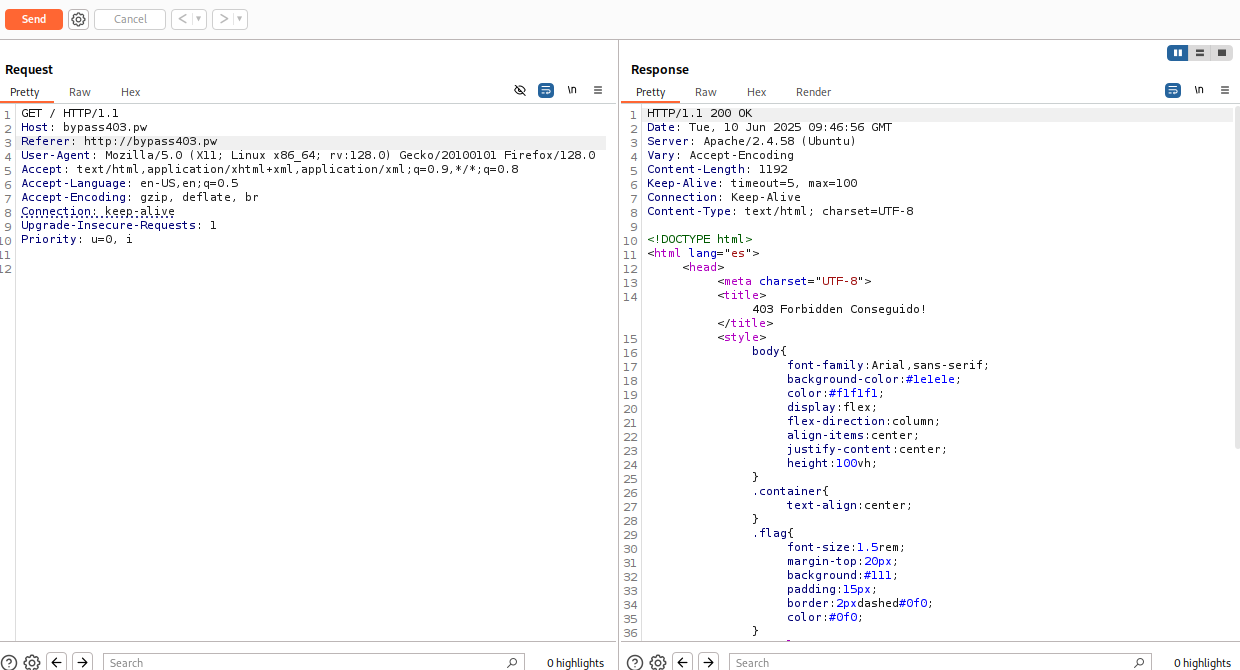 Send Cancel < ▼ > ▼
Request
Pretty Raw Hex \n ≡
1 GET / HTTP/1.1
2 Host: bypass403.pw
3 Referer: http://bypass403.pw
4 User-Agent: Mozilla/5.0 (X11; Linux x86_64; rv:128.0) Gecko/20100101 Firefox/128.0
5 Accept: text/html,application/xhtml+xml,application/xml;q=0.9,*/*;q=0.8
6 Accept-Language: en-US,en;q=0.5
7 Accept-Encoding: gzip, deflate, br
8 Connection: keep-alive
9 Upgrade-Insecure-Requests: 1
10 Priority: u=0, i
11
12
Search 0 highlights
Response
Pretty Raw Hex Render \n ≡
1 HTTP/1.1 200 OK
2 Date: Tue, 10 Jun 2025 09:46:56 GMT
3 Server: Apache/2.4.58 (Ubuntu)
4 Vary: Accept-Encoding
5 Content-Length: 1192
6 Keep-Alive: timeout=5, max=100
7 Connection: Keep-Alive
8 Content-Type: text/html; charset=UTF-8
9
10 <!DOCTYPE html>
11 <html lang="es">
12 <head>
13 <meta charset="UTF-8">
14 <title>
403 Forbidden Conseguido!
</title>
15 <style>
16 body{
17 font-family:Arial,sans-serif;
18 background-color:#1e1e1e;
19 color:#f1f1f1;
20 display:flex;
21 flex-direction:column;
22 align-items:center;
23 justify-content:center;
24 height:100vh;
25 }
26 .container{
27 text-align:center;
28 }
29 .flag{
30 font-size:1.5rem;
31 margin-top:20px;
32 background:#111;
33 padding:15px;
34 border:2pxdashed#0f0;
35 color:#0f0;
36 }
Search 0 highlights